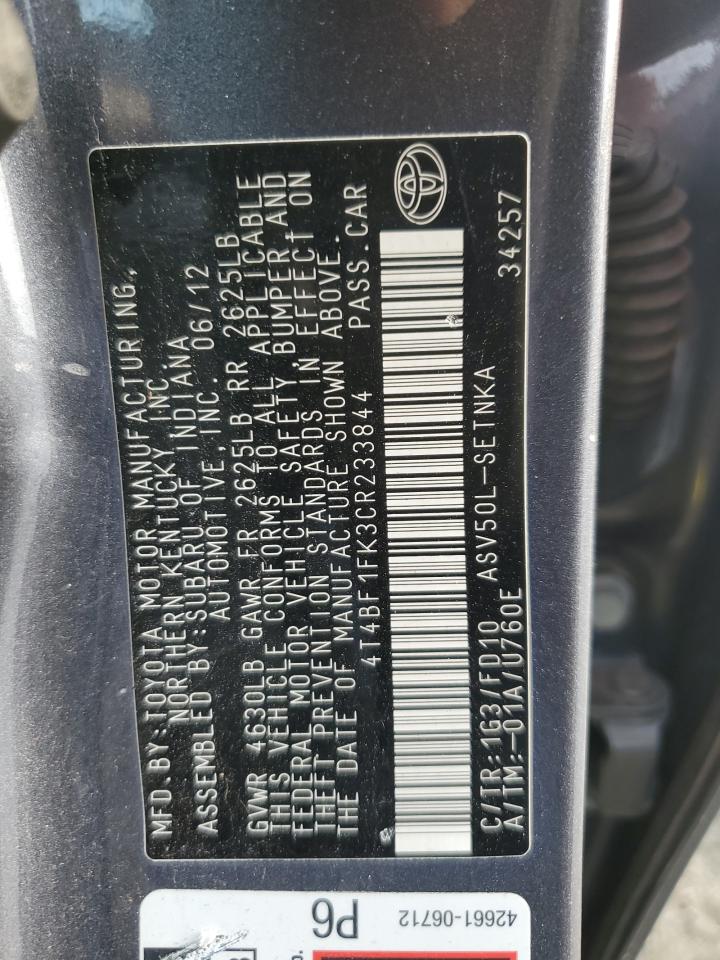 MFD.BY:TOYOTA MOTOR MANUFACTURING,
NORTHERN KENTUCKY INC.
ASSEMBLED BY:SUBARU OF INDIANA
AUTOMOTIVE, INC. 06/12
GVWR 4630LB GAWR FR 2625LB RR 2625LB
THIS VEHICLE CONFORMS TO ALL APPLICABLE
FEDERAL MOTOR VEHICLE SAFETY BUMPER AND
THEFT PREVENTION STANDARDS IN EFFECT ON
THE DATE OF MANUFACTURE SHOWN ABOVE.
4T4BF1FK3CR233844 PASS.CAR
C/TR:1G3/FD10 ASV50L-SETNKA 34257
A/TM:-01A/U760E
P6
42661-06712